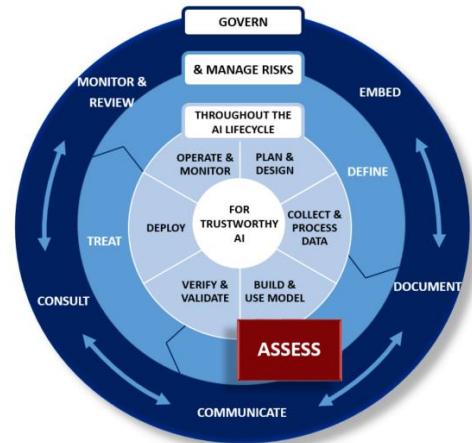 GOVERN
& MANAGE RISKS
THROUGHOUT THE
AI LIFECYCLE
MONITOR &
REVIEW
EMBED
DOCUMENT
COMMUNICATE
CONSULT
DEFINE
ASSESS
TREAT
PLAN &
DESIGN
COLLECT &
PROCESS
DATA
BUILD &
USE MODEL
VERIFY &
VALIDATE
DEPLOY
OPERATE &
MONITOR
FOR
TRUSTWORTHY
AI